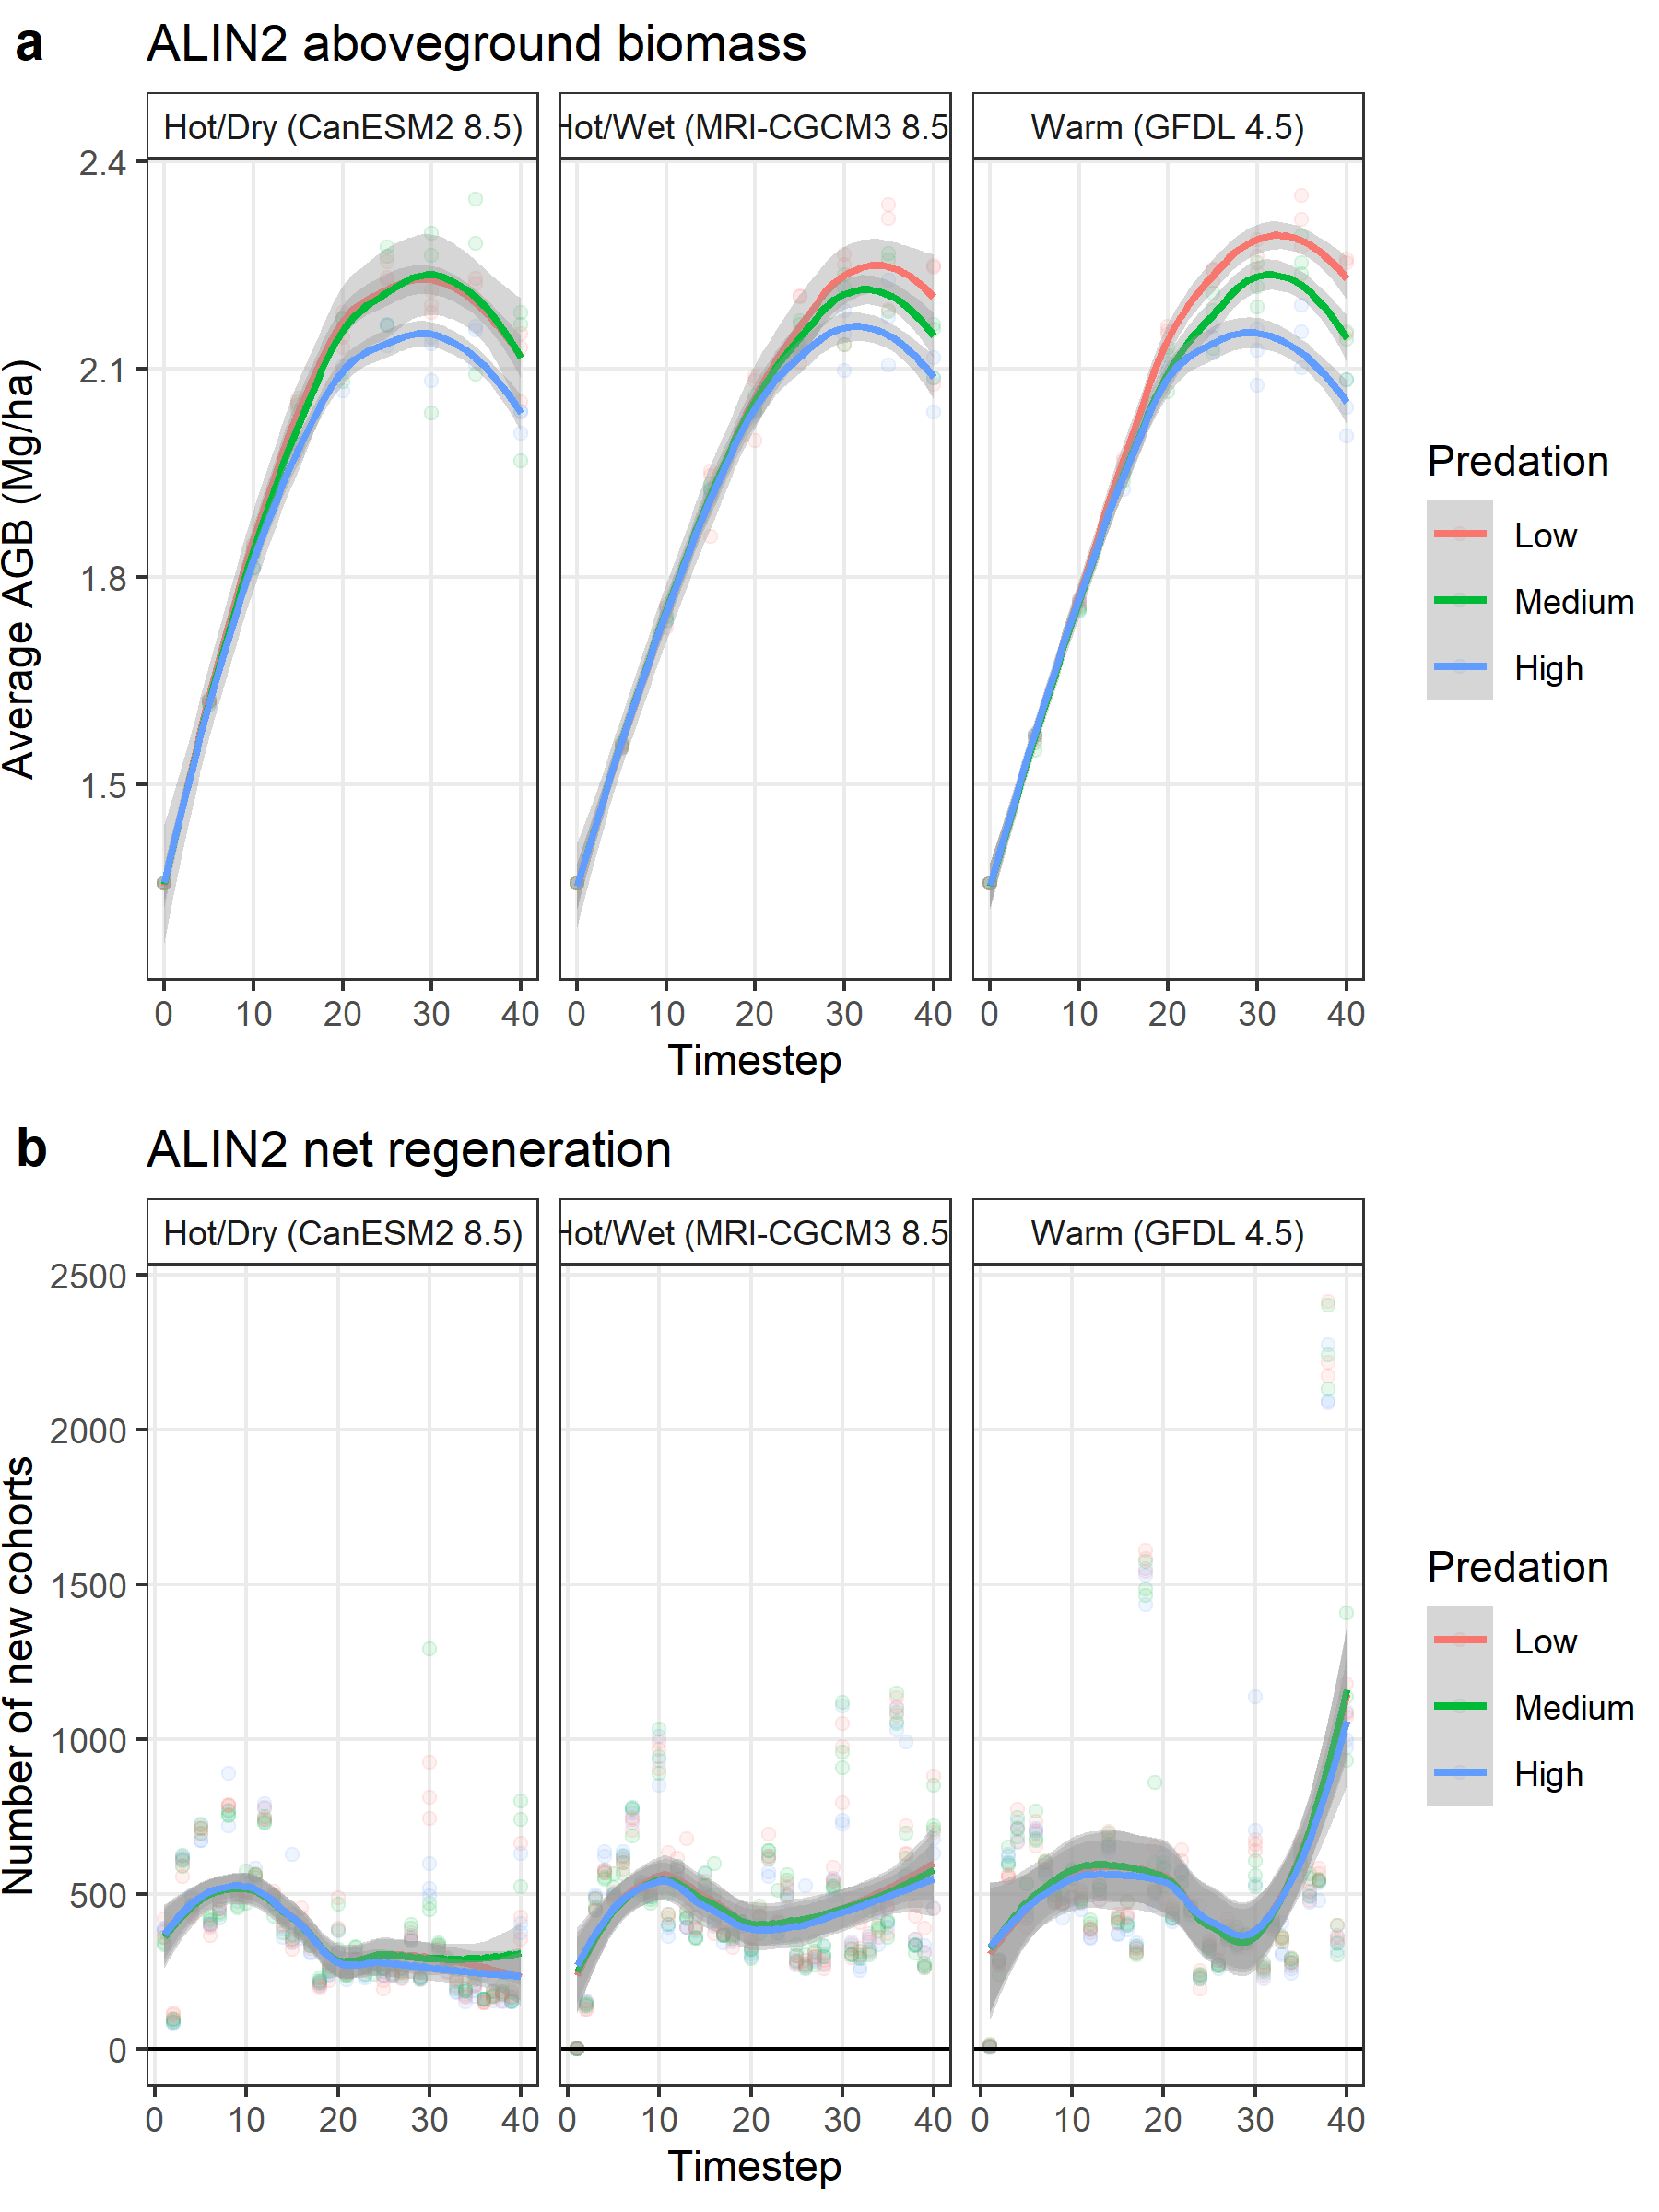 a ALIN2 aboveground biomass
Hot/Dry (CanESM2 8.5) Hot/Wet (MRI-CGCM3 8.5 Warm (GFDL 4.5)
Average AGB (Mg/ha)
2.4
2.1
1.8
1.5
0 10 20 30 40 0 10 20 30 40 0 10 20 30 40
Timestep
Predation
Low
Medium
High
b ALIN2 net regeneration
Hot/Dry (CanESM2 8.5) Hot/Wet (MRI-CGCM3 8.5 Warm (GFDL 4.5)
Number of new cohorts
2500
2000
1500
1000
500
0
0 10 20 30 40 0 10 20 30 40 0 10 20 30 40
Timestep
Predation
Low
Medium
High